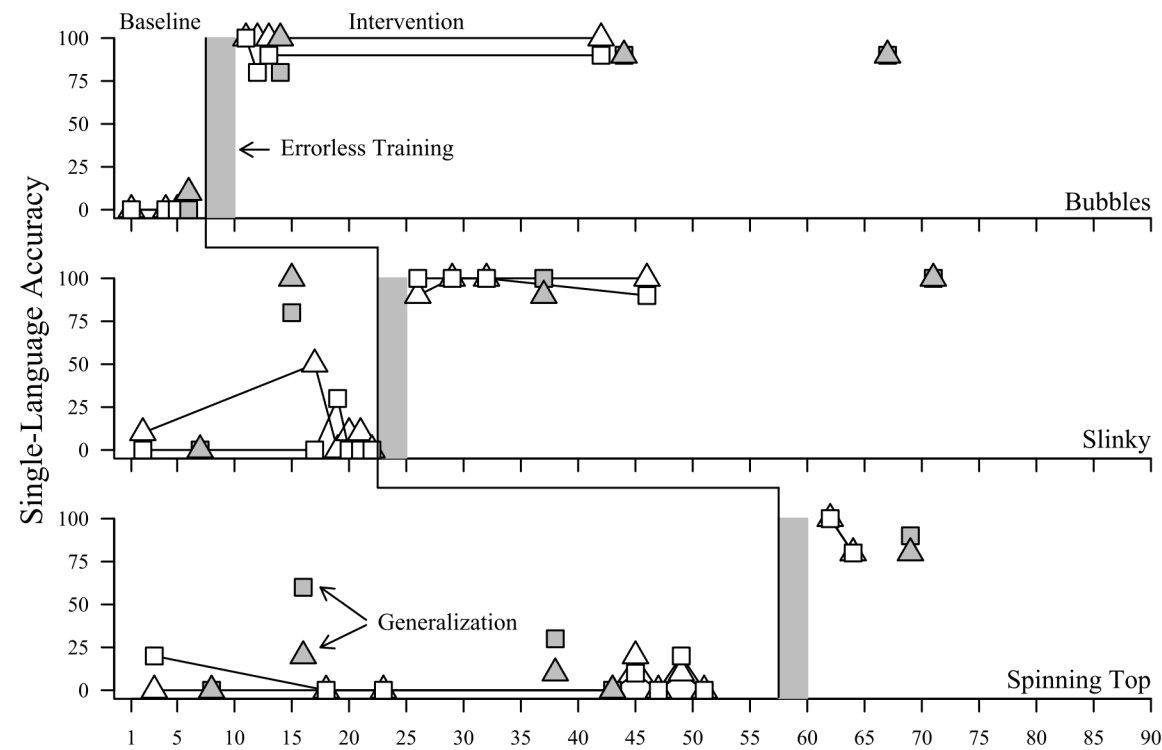 Baseline
Intervention
100
75
50
25
0
Errorless Training
Bubbles
Single-Language Accuracy
100
75
50
25
0
Slinky
100
75
50
25
0
Generalization
Spinning Top
1 5 10 15 20 25 30 35 40 45 50 55 60 65 70 75 80 85 90